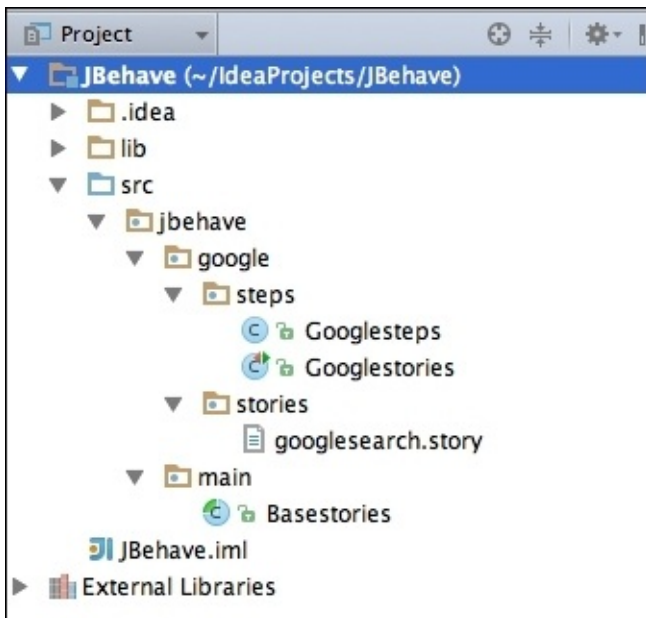 Project
JBehave (~/IdeaProjects/JBehave)
.idea
lib
src
jbehave
google
steps
Googlesteps
Googlestories
stories
googlesearch.story
main
Basestories
JBehave.iml
External Libraries